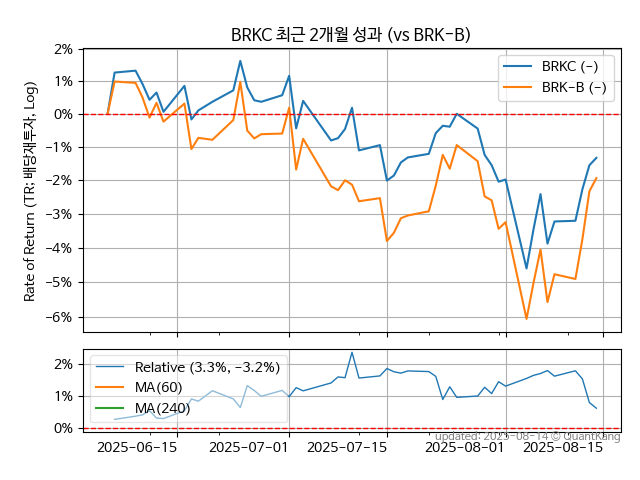 BRKC 최근 2개월 성과 (vs BRK-B)
Rate of Return (TR; 배당재투자, Log)
2%
1%
0%
−1%
−2%
−3%
−4%
−5%
−6%
BRKC (-)
BRK-B (-)
2%
1%
0%
Relative (3.3%, -3.2%)
MA(60)
MA(240)
updated: 2025-08-14 © QuantKang
2025-06-15
2025-07-01
2025-07-15
2025-08-01
2025-08-15